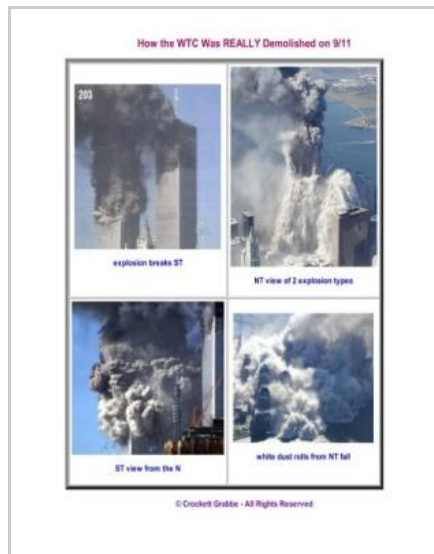 How the WTC Was REALLY Demolished on 9/11
203
explosion breaks ST
NT view of 2 explosion types
ST view from the N
white dust rolls from NT fall
© Crockett Grabbe - All Rights Reserved